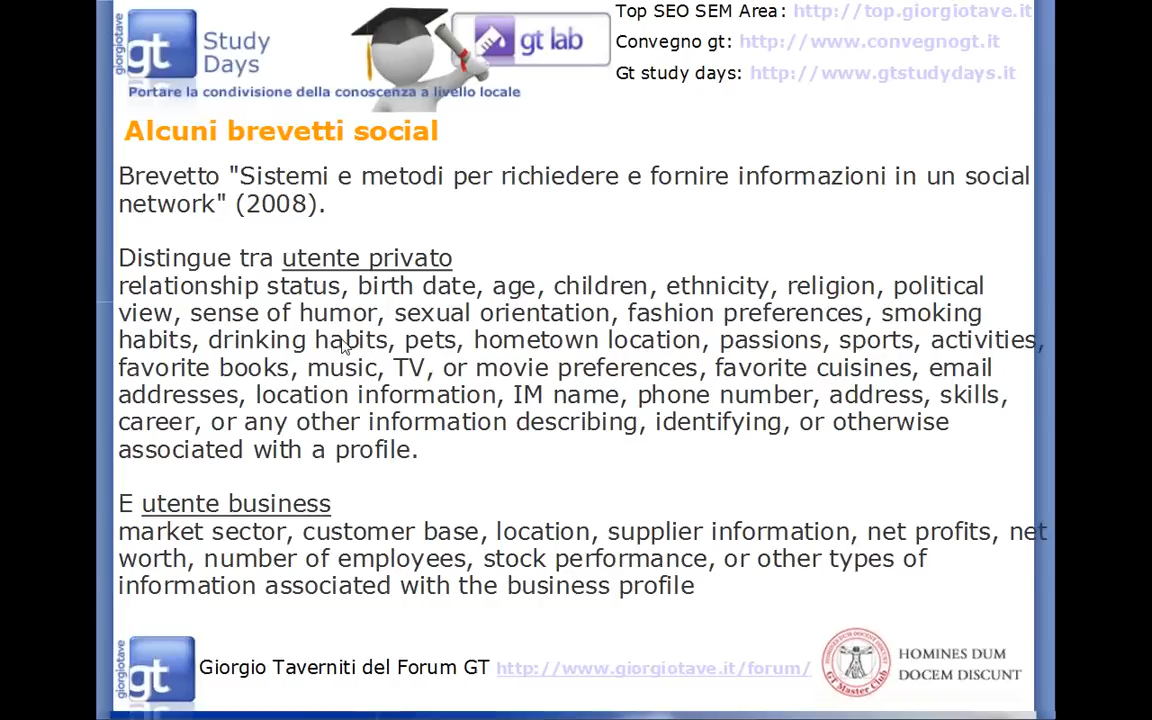 giorgiotave
gt
Study
Days
Portare la condivisione della conoscenza a livello locale
gt lab
Top SEO SEM Area: http://top.giorgiotave.it
Convegno gt: http://www.convegnogt.it
Gt study days: http://www.gtstudydays.it
Alcuni brevetti social
Brevetto "Sistemi e metodi per richiedere e fornire informazioni in un social
network" (2008).
Distingue tra utente privato
relationship status, birth date, age, children, ethnicity, religion, political
view, sense of humor, sexual orientation, fashion preferences, smoking
habits, drinking habits, pets, hometown location, passions, sports, activities,
favorite books, music, TV, or movie preferences, favorite cuisines, email
addresses, location information, IM name, phone number, address, skills,
career, or any other information describing, identifying, or otherwise
associated with a profile.
E utente business
market sector, customer base, location, supplier information, net profits, net
worth, number of employees, stock performance, or other types of
information associated with the business profile
giorgiotave
gt
Giorgio Taverniti del Forum GT http://www.giorgiotave.it/forum/
HOMINES DUM DOCENT DISCUNT
GT Master Club
HOMINES DUM
DOCEM DISCUNT